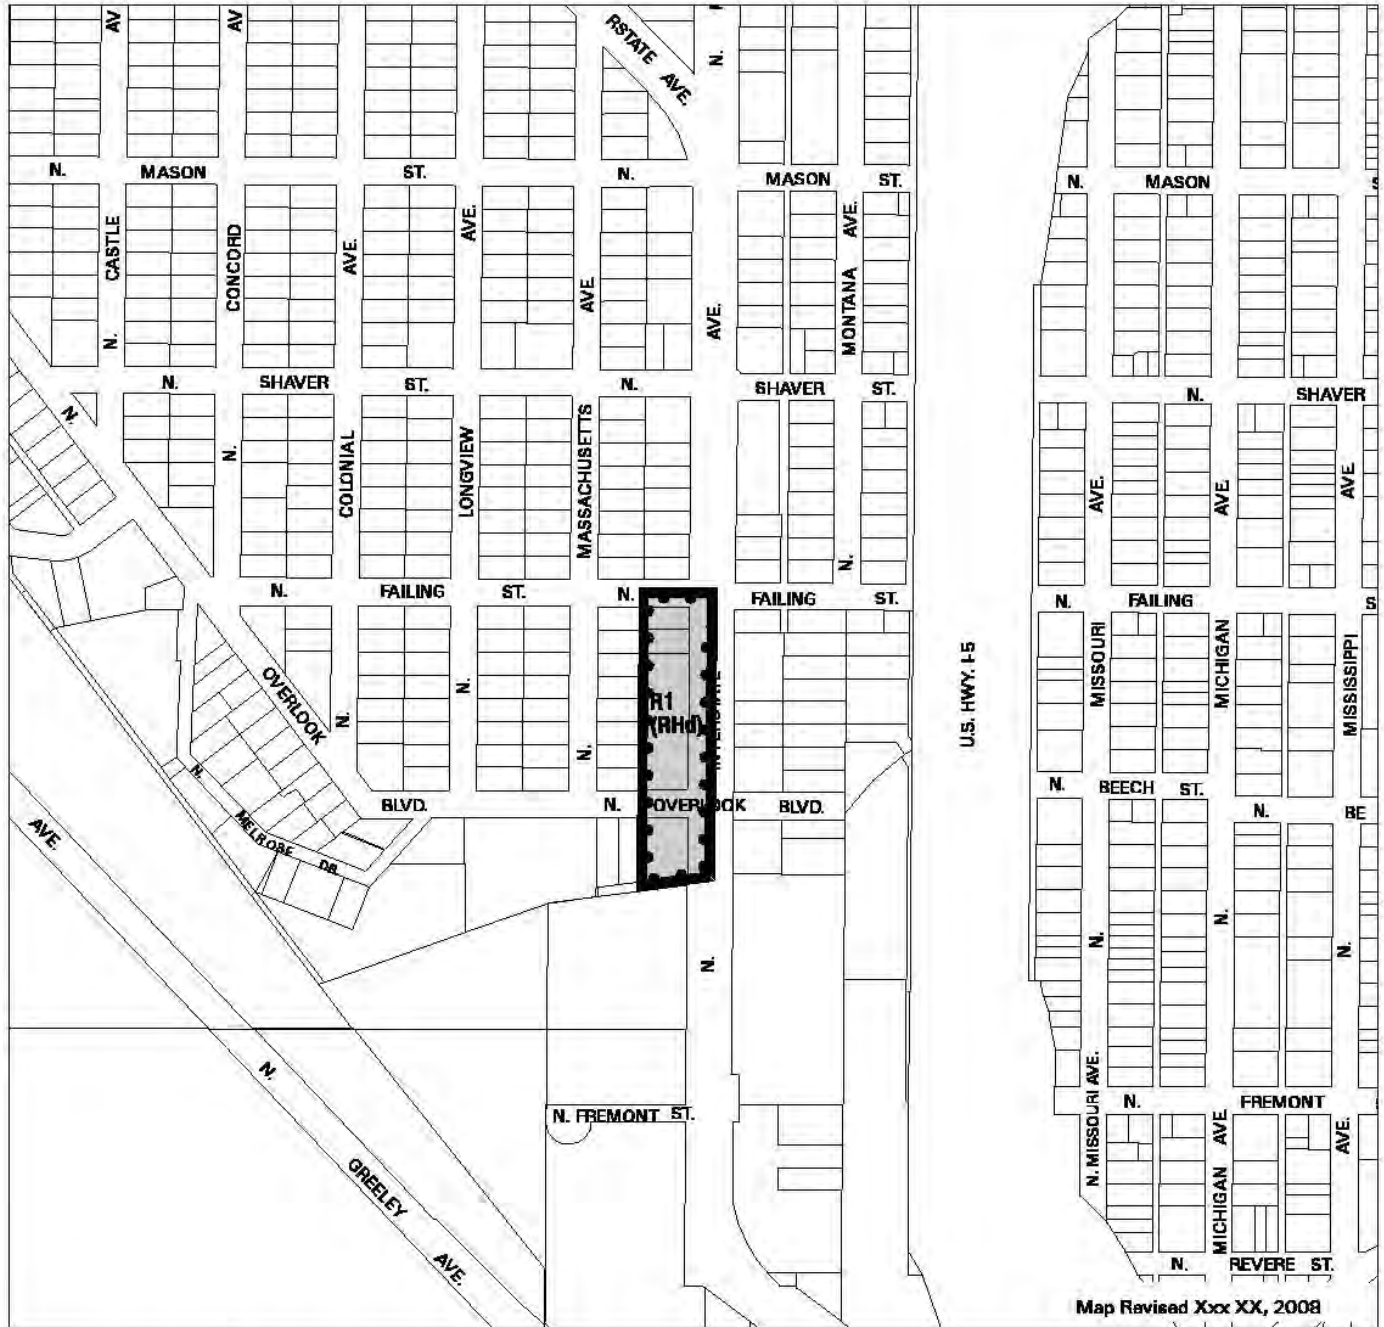 AV
AV
RSTATE AVE.
N.
N. MASON ST. N.
MASON ST.
N. MASON
N. CASTLE
CONCORD
AVE.
AVE.
AVE.
AVE.
MONTANA AVE.
N. SHAVER ST. N.
SHAVER ST.
N. SHAVER
N.
N.
COLONIAL
LONGVIEW
MASSACHUSETTS
N.
AVE.
AVE.
AVE.
N. FAILING ST. N.
FAILING ST.
N. FAILING S
OVERLOOK
N.
N.
N.
R1
(RHd)
U.S. HWY. I-5
MISSOURI
MICHIGAN
MISSISSIPPI
BLVD. N. OVERLOOK BLVD.
N. BEECH ST. N. BE
N. MELROSE DR.
AVE.
N.
N.
N.
N.
N. FREMONT ST.
N. FREMONT
N. MISSOURI AVE.
MICHIGAN AVE.
AVE.
N. GREELEY AVE.
N. REVERE ST.
Map Revised Xxx XX, 2008